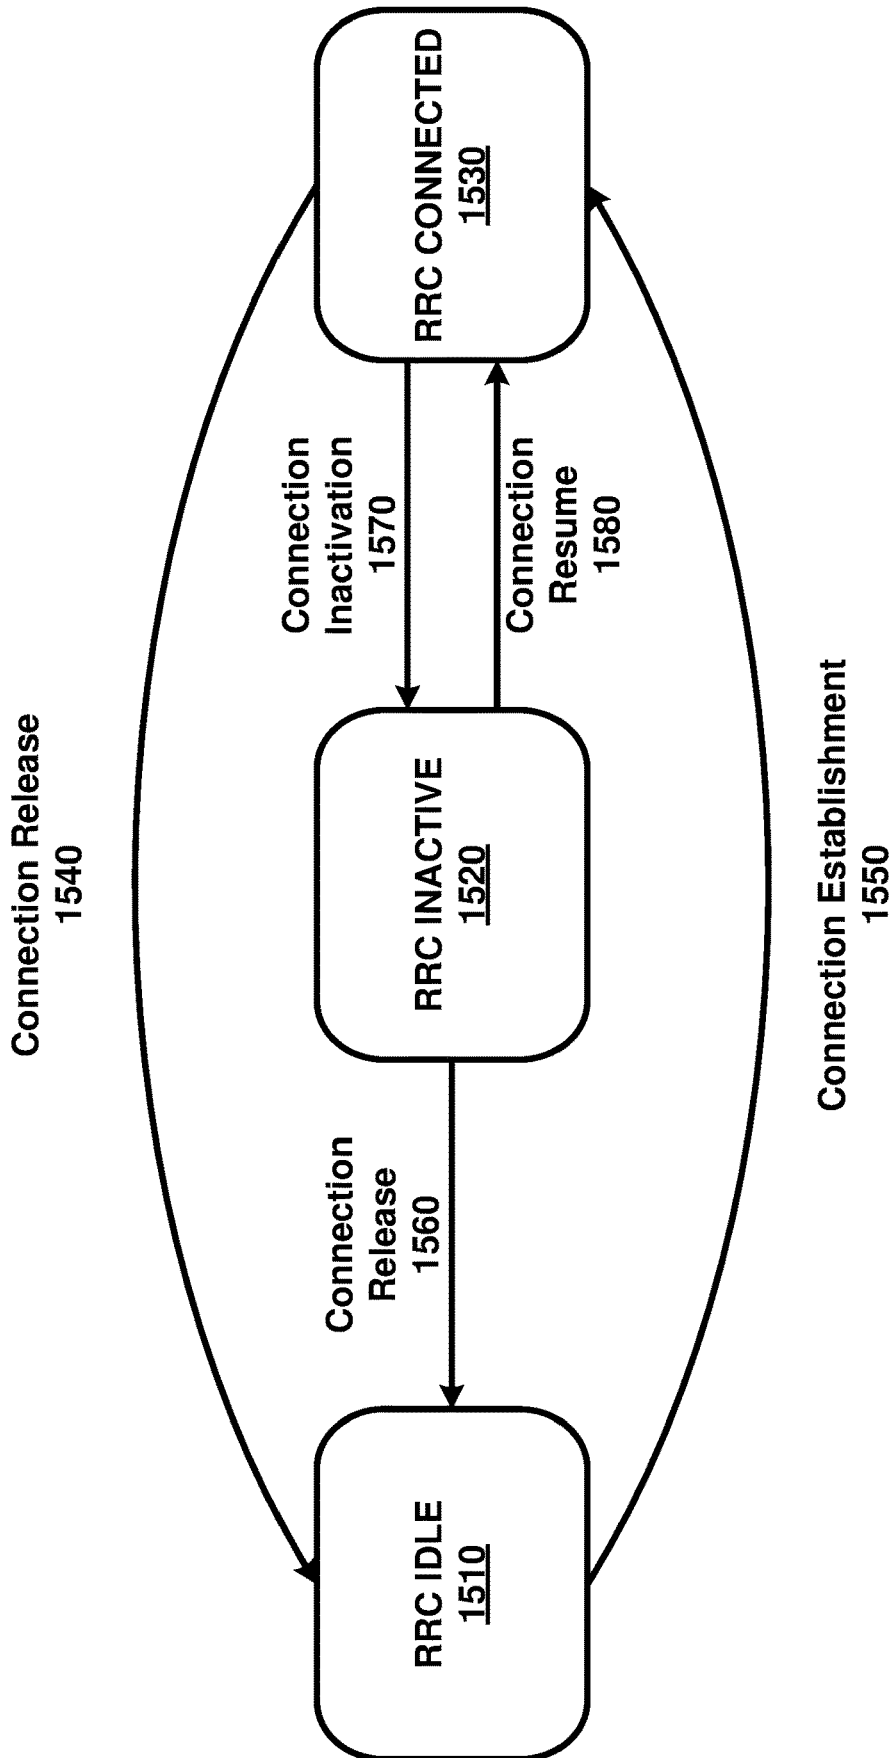 Connection Release
1540
Connection
Inactivation
1570
Connection
Release
1560
RRC IDLE
1510
RRC INACTIVE
1520
RRC CONNECTED
1530
Connection
Resume
1580
Connection Establishment
1550